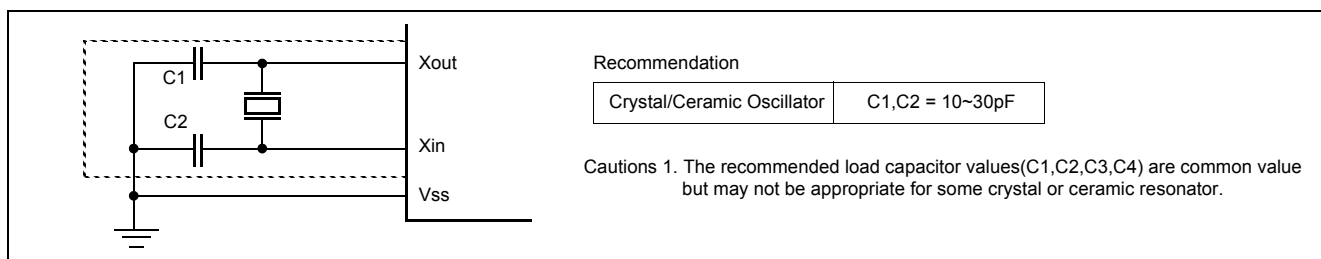 Xout
C1
C2
Xin
Vss
Recommendation
Crystal/Ceramic Oscillator C1,C2 = 10~30pF
Cautions 1. The recommended load capacitor values(C1,C2,C3,C4) are common value
but may not be appropriate for some crystal or ceramic resonator.